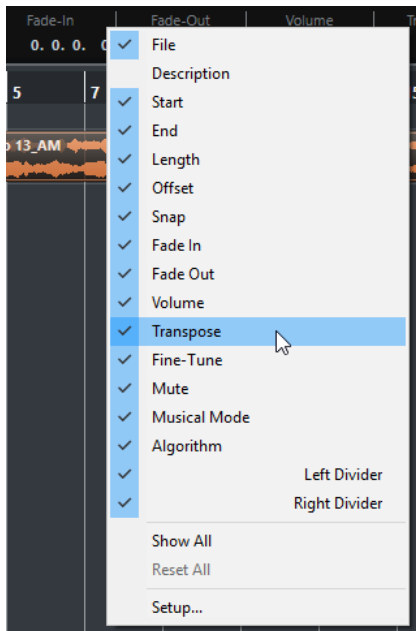 Fade-In Fade-Out Volume
0. 0. 0.
5 7
13_AM
File
Description
Start
End
Length
Offset
Snap
Fade In
Fade Out
Volume
Transpose
Fine-Tune
Mute
Musical Mode
Algorithm
Left Divider
Right Divider
Show All
Reset All
Setup...